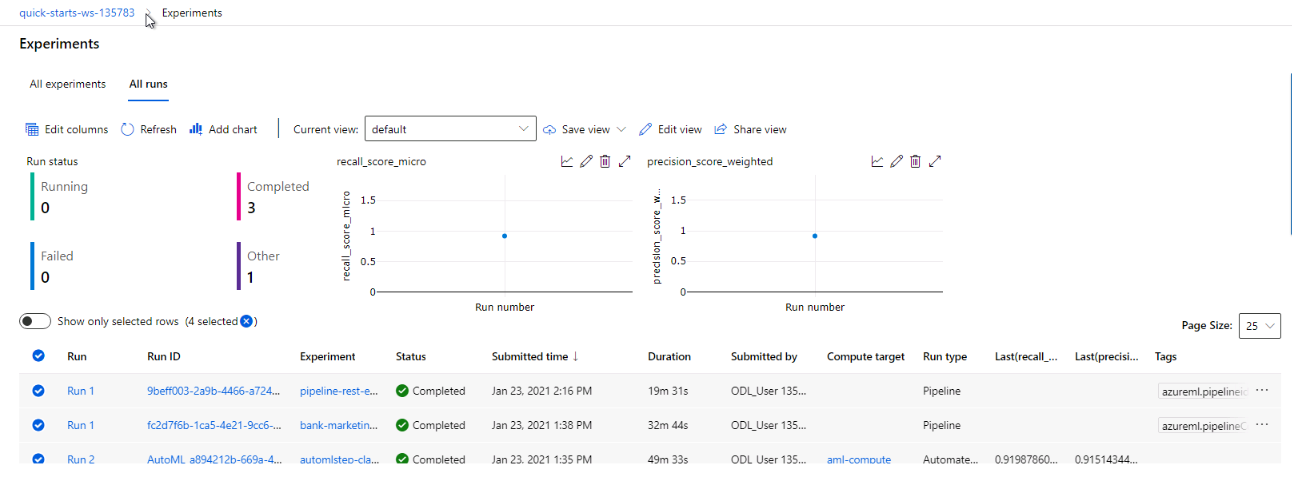 quick-starts-ws-135783 > Experiments
Experiments
All experiments All runs
Edit columns Refresh Add chart Current view: default Save view Edit view Share view
Run status
Running
0
Completed
3
Failed
0
Other
1
recall_score_micro
recall_score_micro
1.5
1
0.5
0
Run number
precision_score_weighted
precision_score_w...
1.5
1
0.5
0
Run number
Show only selected rows (4 selected )
Page Size: 25
Run Run ID Experiment Status Submitted time ↓ Duration Submitted by Compute target Run type Last(recall_... Last(precisi... Tags
Run 1 9beff003-2a9b-4466-a724... pipeline-rest-e... Completed Jan 23, 2021 2:16 PM 19m 31s ODL_User 135... Pipeline azureml.pipelineid ...
Run 1 fc2d7f6b-1ca5-4e21-9cc6-... bank-marketin... Completed Jan 23, 2021 1:38 PM 32m 44s ODL_User 135... Pipeline azureml.pipelineC ...
Run 2 AutoML_a894212b-669a-4... automlstep-cla... Completed Jan 23, 2021 1:35 PM 49m 33s ODL_User 135... aml-compute Automate... 0.91987860... 0.91514344...